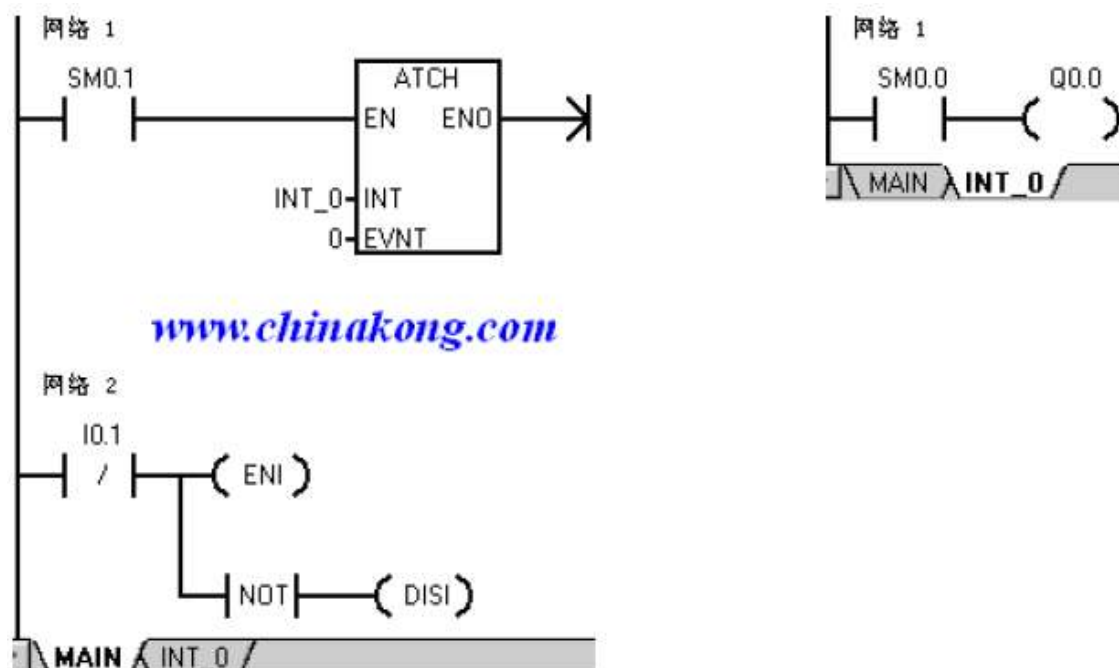 网络 1
SM0.1
ATCH
EN ENO
INT_0 INT
0 EVNT
www.chinakong.com
网络 2
I0.1
/
ENI
NOT
DISI
MAIN INT_0
网络 1
SM0.0 Q0.0
MAIN INT_0